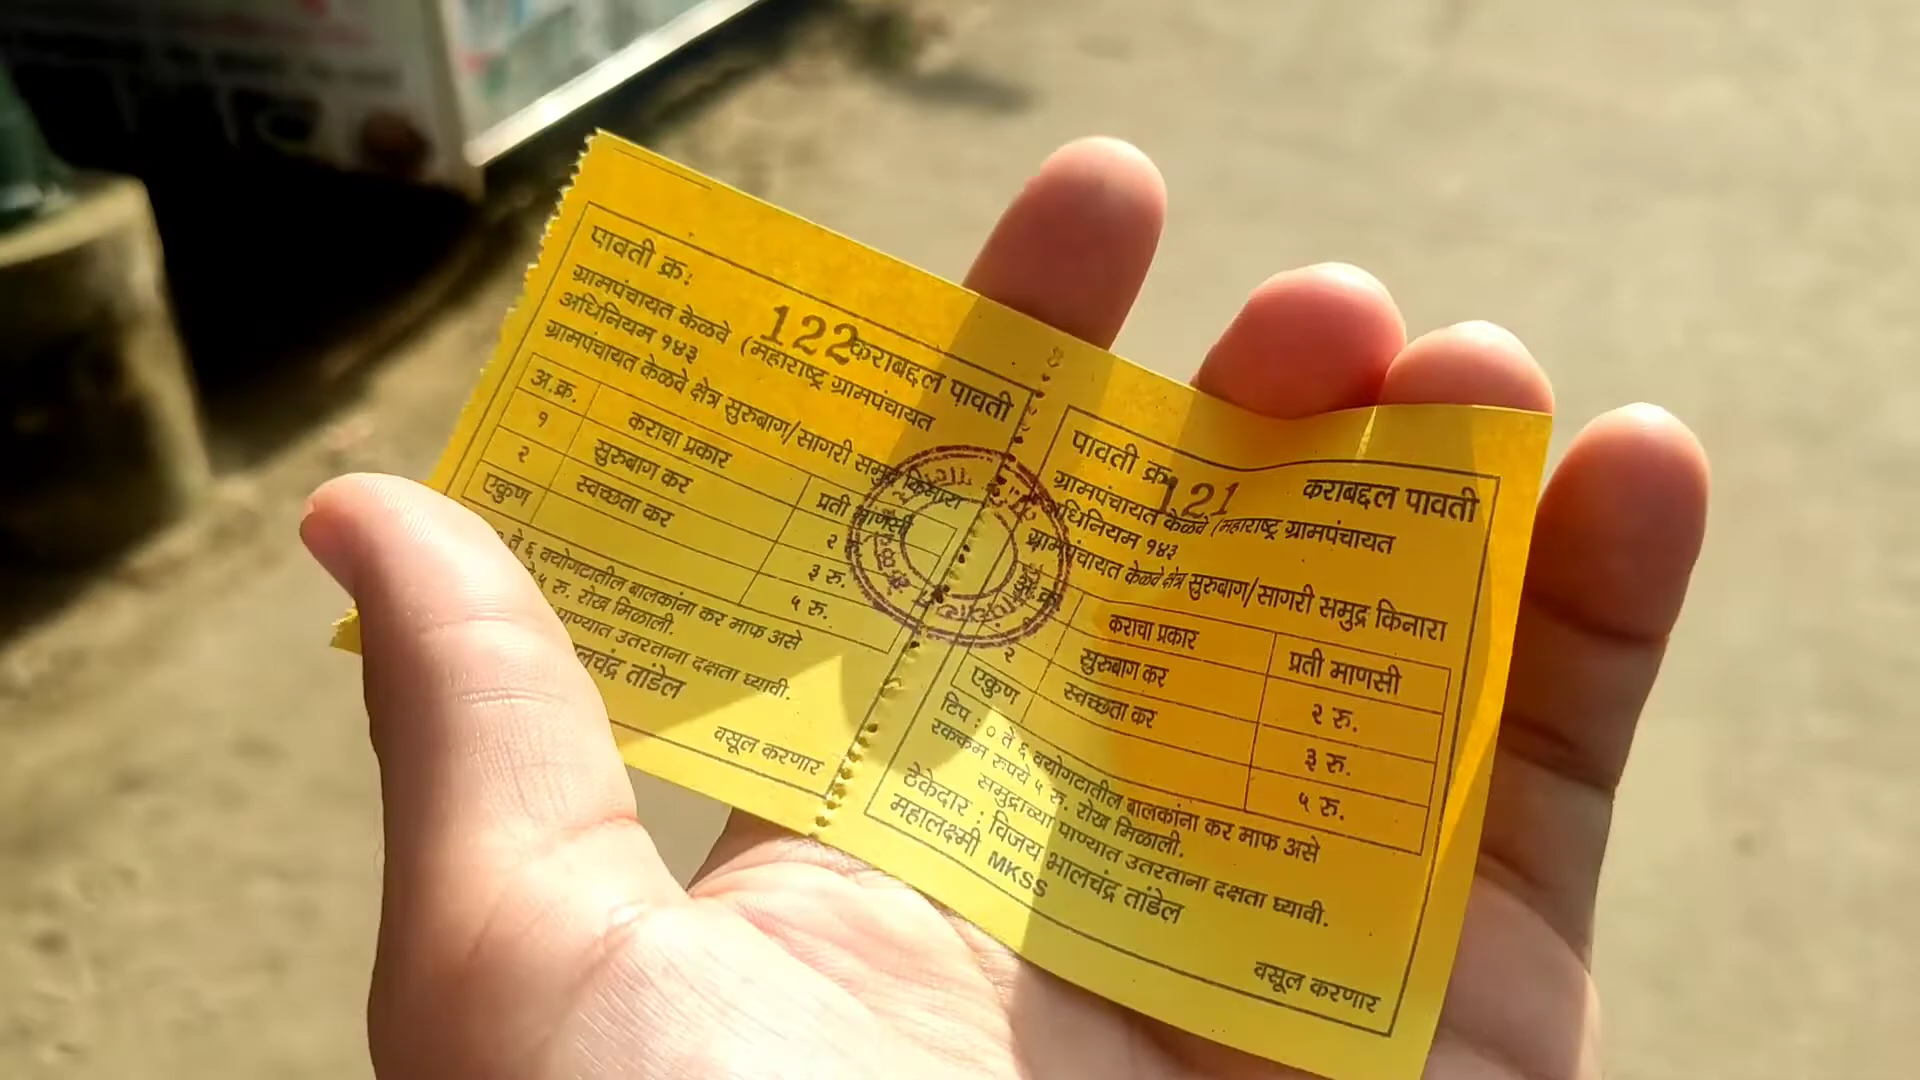 पावती क्र:
122 कराबद्दल पावती
ग्रामपंचायत केळवे (महाराष्ट्र ग्रामपंचायत
अधिनियम १४३
ग्रामपंचायत केळवे क्षेत्र सुरुबाग/सागरी समुद्र किनारा
अ.क्र. कराचा प्रकार प्रती माणसी
१ सुरुबाग कर २
२ स्वच्छता कर ३ रु.
एकुण ५ रु.
ते ६ वयोगटातील बालकांना कर माफ असे
५ रु. रोख मिळाली.
पाण्यात उतरताना दक्षता घ्यावी.
तांडेल
वसूल करणार
पावती क्र 121 कराबद्दल पावती
ग्रामपंचायत केळवे (महाराष्ट्र ग्रामपंचायत
अधिनियम १४३
ग्रामपंचायत केळवे क्षेत्र सुरुबाग/सागरी समुद्र किनारा
कराचा प्रकार प्रती माणसी
सुरुबाग कर २ रु.
२ स्वच्छता कर ३ रु.
एकुण ५ रु.
टिप : ० ते ६ वयोगटातील बालकांना कर माफ असे
रक्कम रुपये ५ रु. रोख मिळाली.
समुद्राच्या पाण्यात उतरताना दक्षता घ्यावी.
ठेकेदार : विजय भालचंद्र तांडेल
महालक्ष्मी MKSS
वसूल करणार